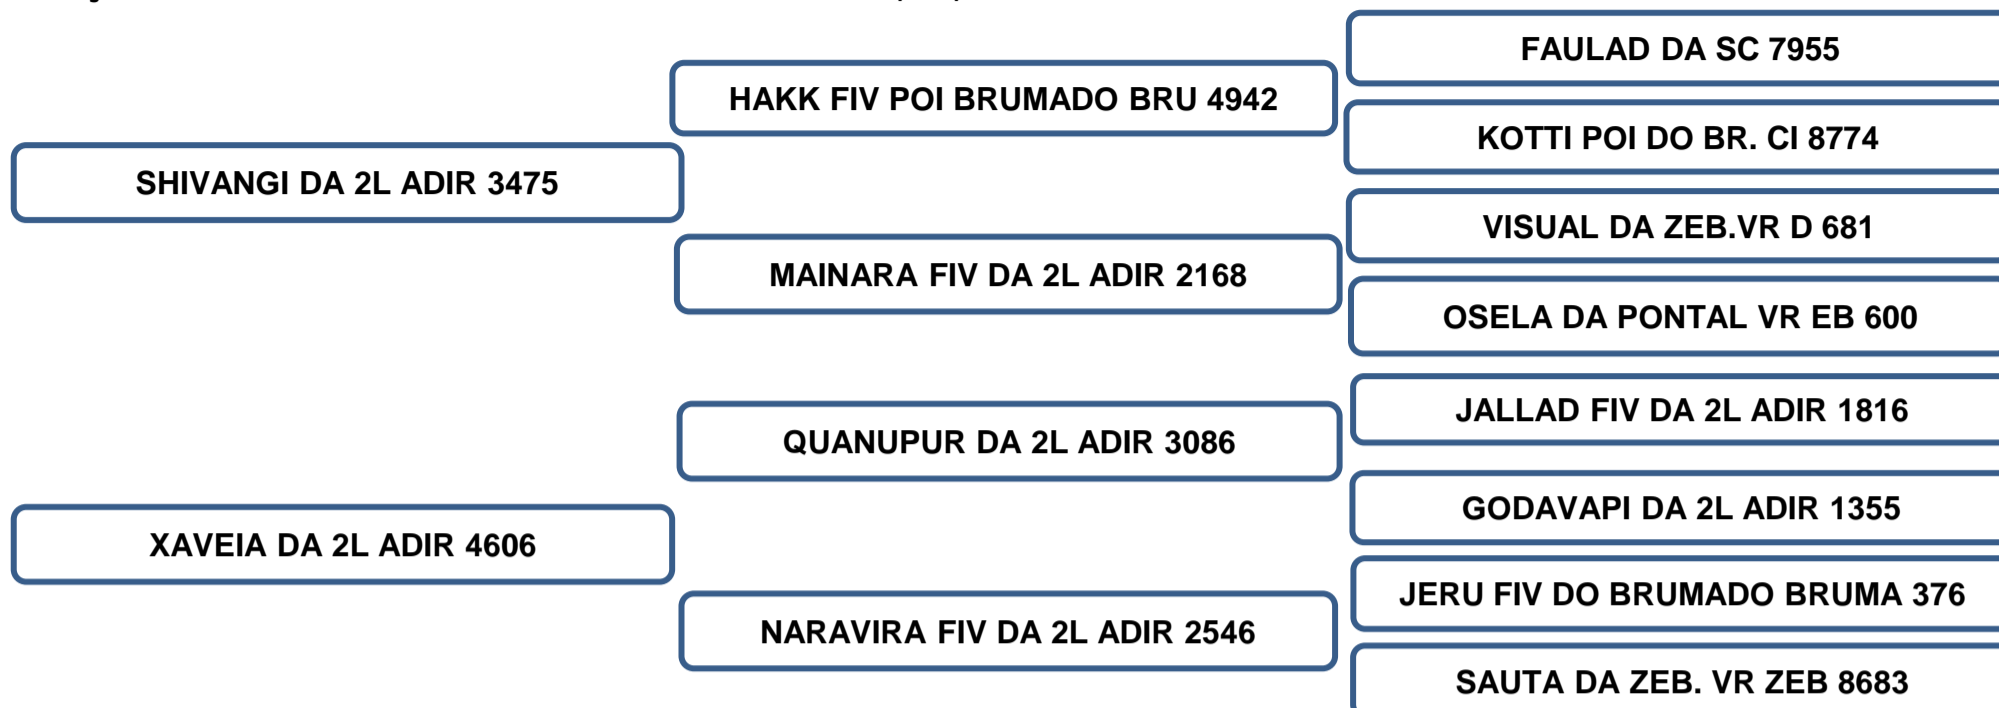 FAULAD DA SC 7955
HAKK FIV POI BRUMADO BRU 4942
KOTTI POI DO BR. CI 8774
SHIVANGI DA 2L ADIR 3475
VISUAL DA ZEB.VR D 681
MAINARA FIV DA 2L ADIR 2168
OSELA DA PONTAL VR EB 600
JALLAD FIV DA 2L ADIR 1816
QUANUPUR DA 2L ADIR 3086
GODAVAPI DA 2L ADIR 1355
XAVEIA DA 2L ADIR 4606
JERU FIV DO BRUMADO BRUMA 376
NARAVIRA FIV DA 2L ADIR 2546
SAUTA DA ZEB. VR ZEB 8683